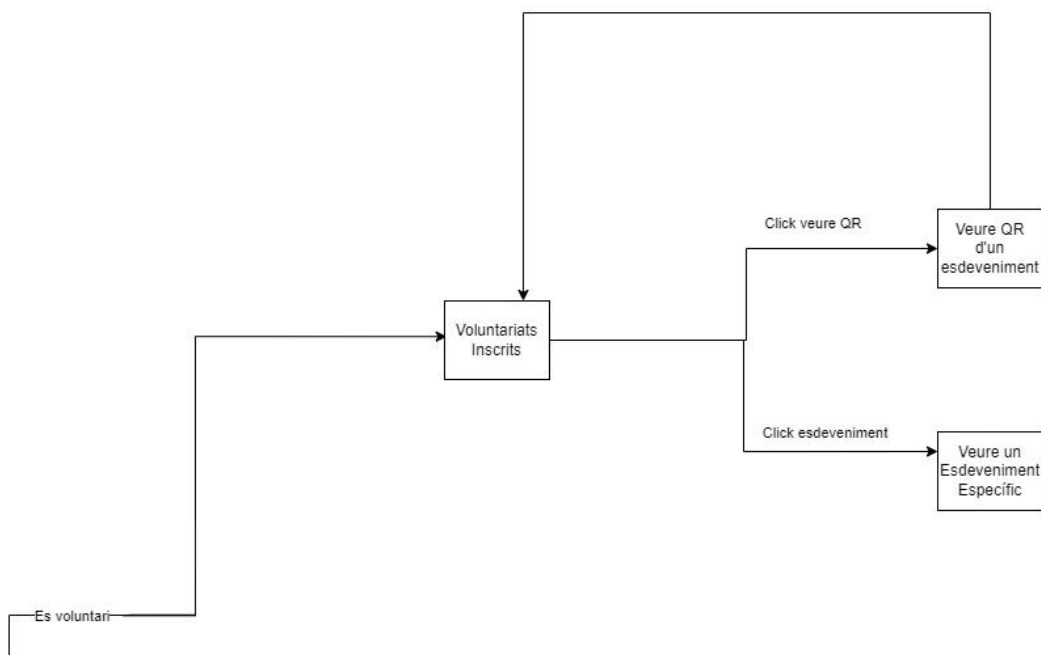 Click veure QR
Veure QR
d'un
esdeveniment
Voluntariats
Inscrits
Click esdeveniment
Veure un
Esdeveniment
Específic
Es voluntari